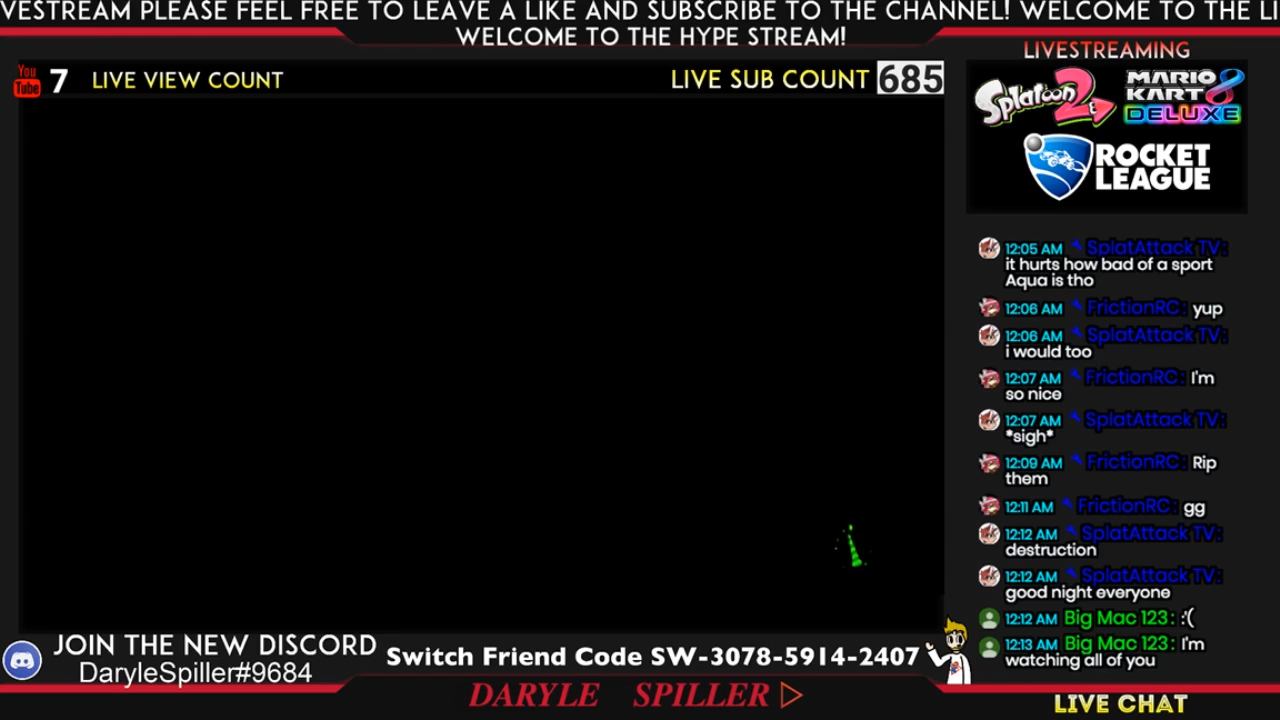 VESTREAM PLEASE FEEL FREE TO LEAVE A LIKE AND SUBSCRIBE TO THE CHANNEL! WELCOME TO THE LI
WELCOME TO THE HYPE STREAM!
You
Tube
7
LIVE VIEW COUNT
LIVE SUB COUNT 685
LIVESTREAMING
Splatoon 2
MARIO
KART 8
DELUXE
ROCKET
LEAGUE
12:05 AM SplatAttack TV:
it hurts how bad of a sport
Aqua is tho
12:06 AM FrictionRC: yup
12:06 AM SplatAttack TV:
i would too
12:07 AM FrictionRC: I'm
so nice
12:07 AM SplatAttack TV:
*sigh*
12:09 AM FrictionRC: Rip
them
12:11 AM FrictionRC: gg
12:12 AM SplatAttack TV:
destruction
12:12 AM SplatAttack TV:
good night everyone
12:12 AM Big Mac 123: :'(
12:13 AM Big Mac 123: I'm
watching all of you
JOIN THE NEW DISCORD
DaryleSpiller#9684
Switch Friend Code SW-3078-5914-2407
DARYLE SPILLER
LIVE CHAT